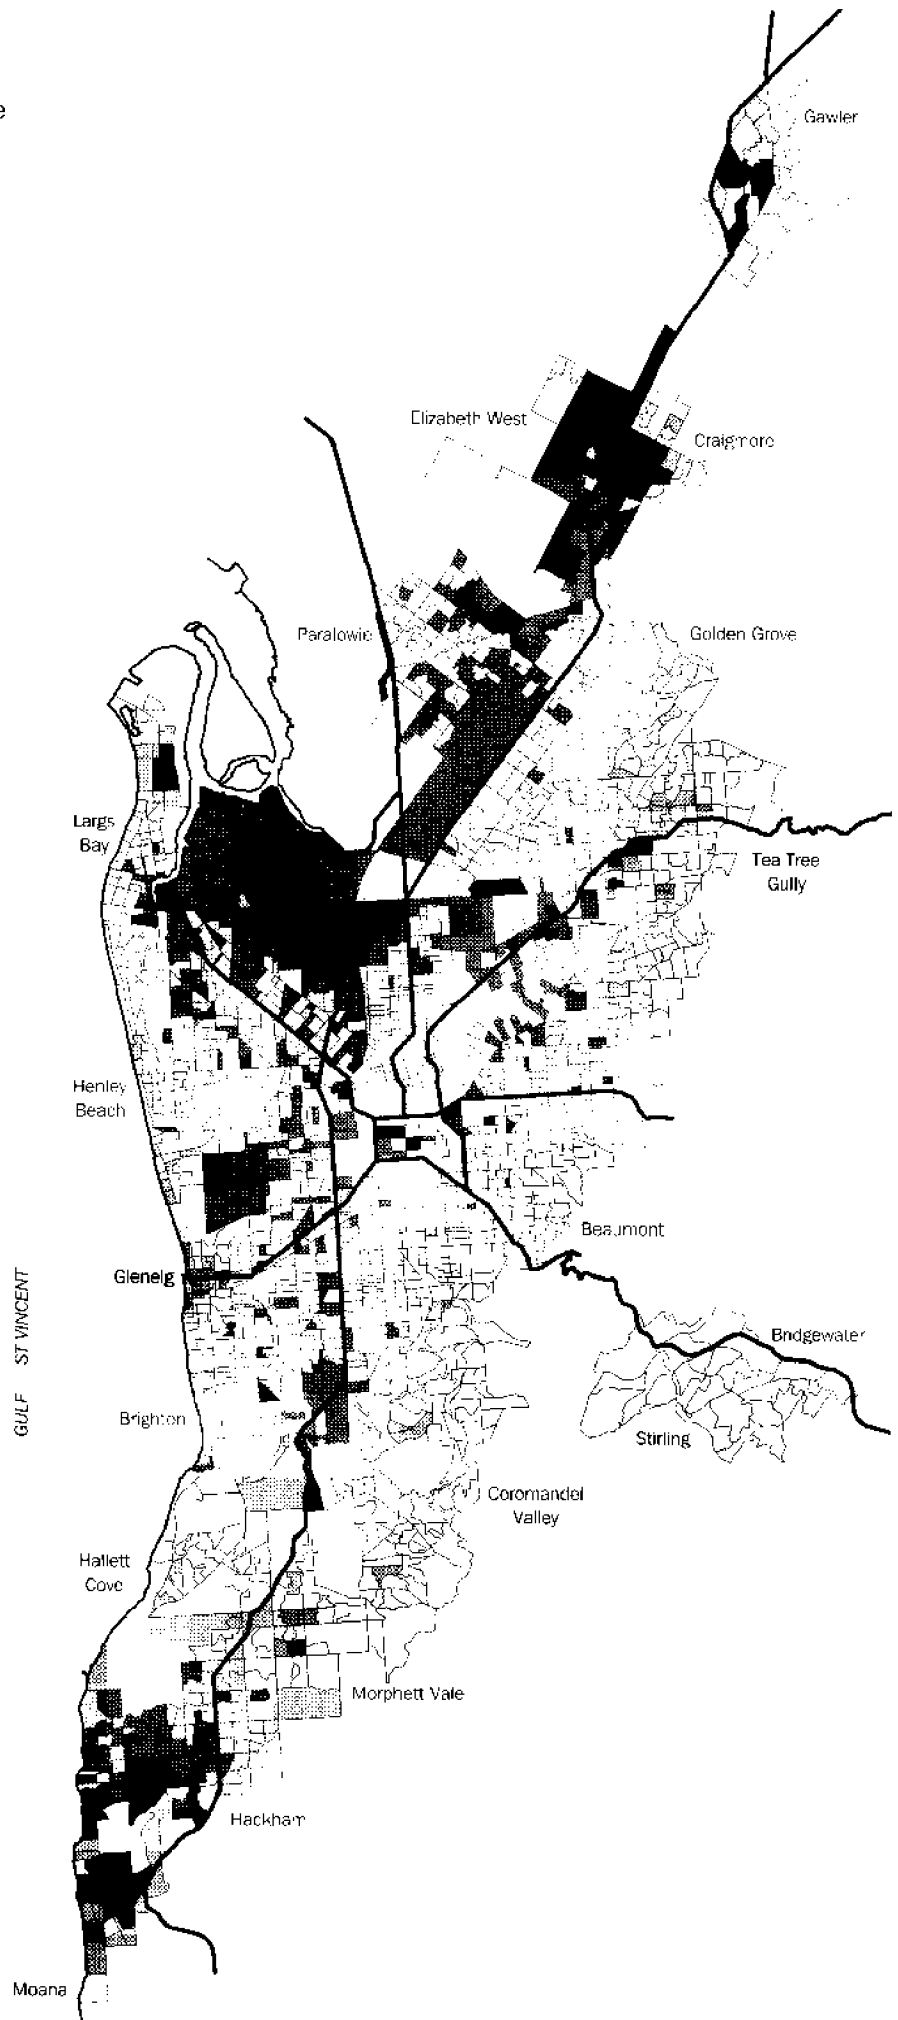 e
Gawler
Elizabeth West
Craigmore
Paralowie
Golden Grove
Largs
Bay
Tea Tree
Gully
Henley
Beach
Beaumont
Glenelg
GULF ST VINCENT
Bridgewater
Brighton
Stirling
Coromandel
Valley
Hallett
Cove
Morphett Vale
Hackham
Moana